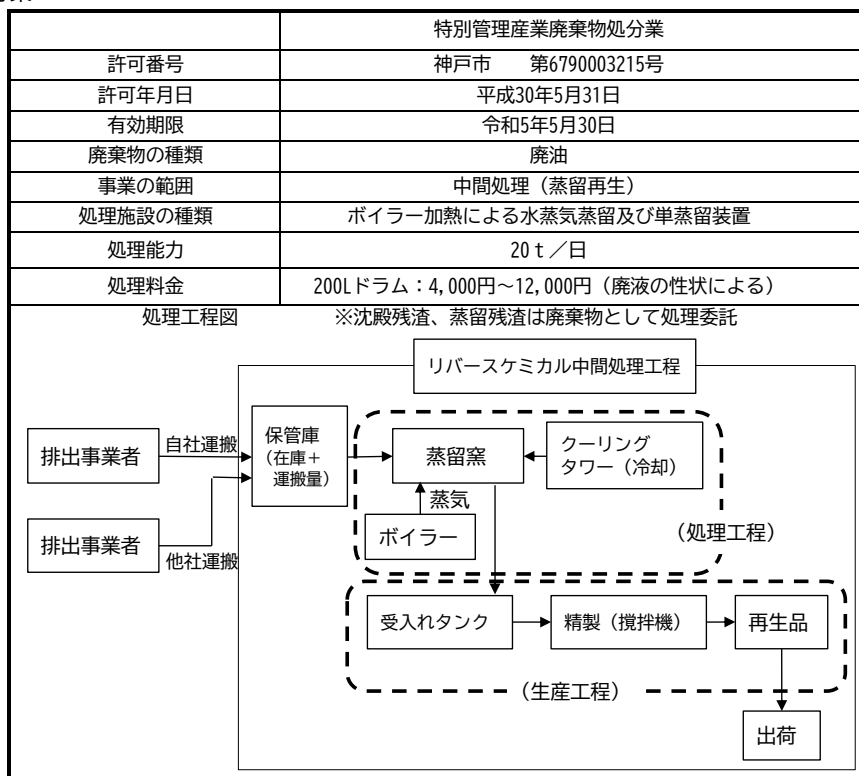 特別管理産業廃棄物処分業
許可番号 神戸市 第6790003215号
許可年月日 平成30年5月31日
有効期限 令和5年5月30日
廃棄物の種類 廃油
事業の範囲 中間処理（蒸留再生）
処理施設の種類 ボイラー加熱による水蒸気蒸留及び単蒸留装置
処理能力 20ｔ／日
処理料金 200Lドラム：4,000円～12,000円（廃液の性状による）
処理工程図 ※沈殿残渣、蒸留残渣は廃棄物として処理委託
リバースケミカル中間処理工程
排出事業者
自社運搬
保管庫
（在庫＋
運搬量）
蒸留窯
クーリング
タワー（冷却）
蒸気
ボイラー
（処理工程）
排出事業者
他社運搬
受入れタンク
精製（撹拌機）
再生品
（生産工程）
出荷